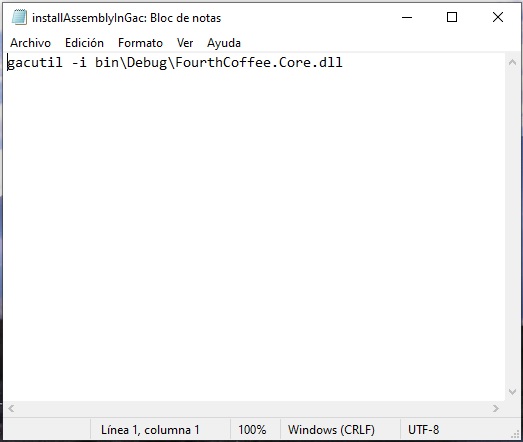 installAssemblyInGac: Bloc de notas
Archivo Edición Formato Ver Ayuda
gacutil -i bin\Debug\FourthCoffee.Core.dll
Línea 1, columna 1 100% Windows (CRLF) UTF-8